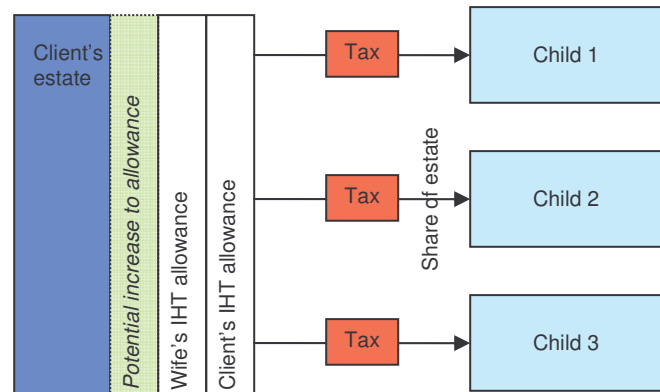 Client's
estate
Potential increase to allowance
Wife's IHT allowance
Client's IHT allowance
Tax
Child 1
Tax
Share of estate
Child 2
Tax
Child 3